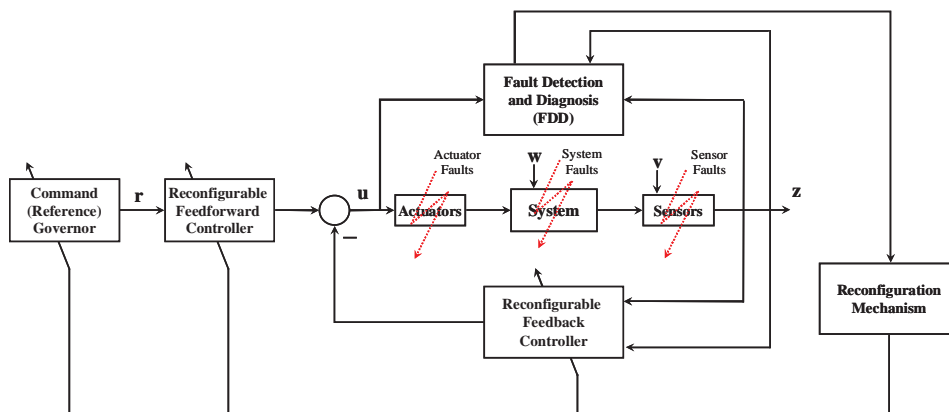 Fault Detection
and Diagnosis
(FDD)
Actuator
Faults
System
Faults
Sensor
Faults
w
v
Command
(Reference)
Governor
r
Reconfigurable
Feedforward
Controller
u
Actuators
System
Sensors
z
−
Reconfigurable
Feedback
Controller
Reconfiguration
Mechanism